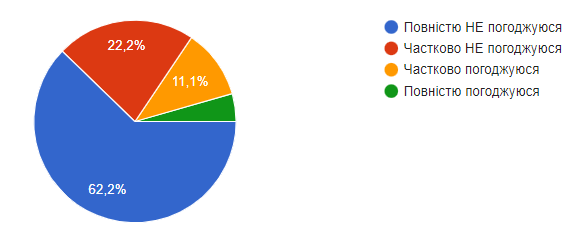 22,2%
11,1%
62,2%
Повністю НЕ погоджуюся
Частково НЕ погоджуюся
Частково погоджуюся
Повністю погоджуюся